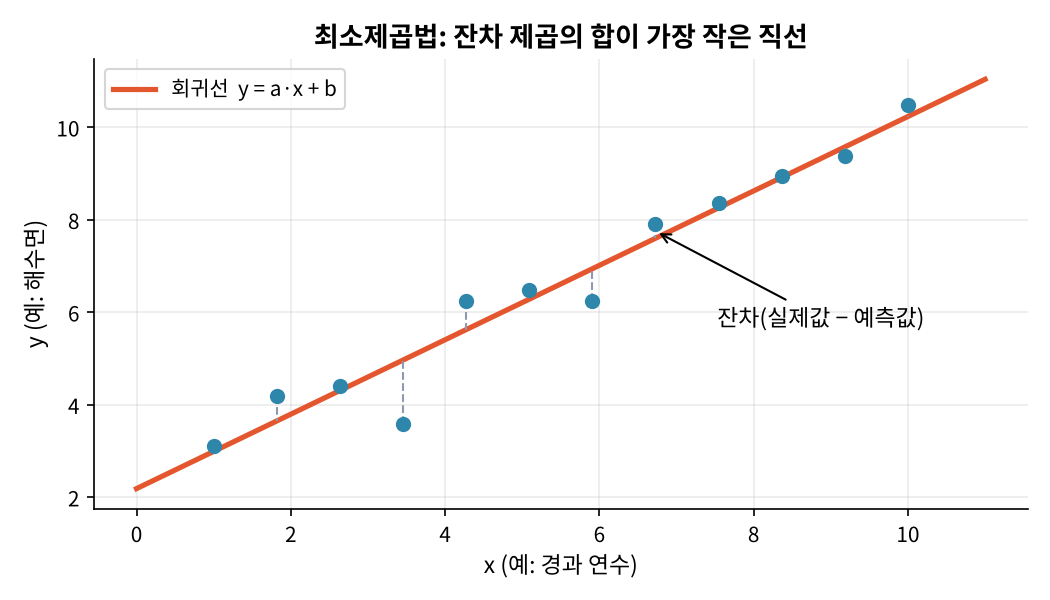 최소제곱법: 잔차 제곱의 합이 가장 작은 직선
회귀선 y = a·x + b
y (예: 해수면)
10
8
6
4
2
잔차(실제값 − 예측값)
0 2 4 6 8 10
x (예: 경과 연수)